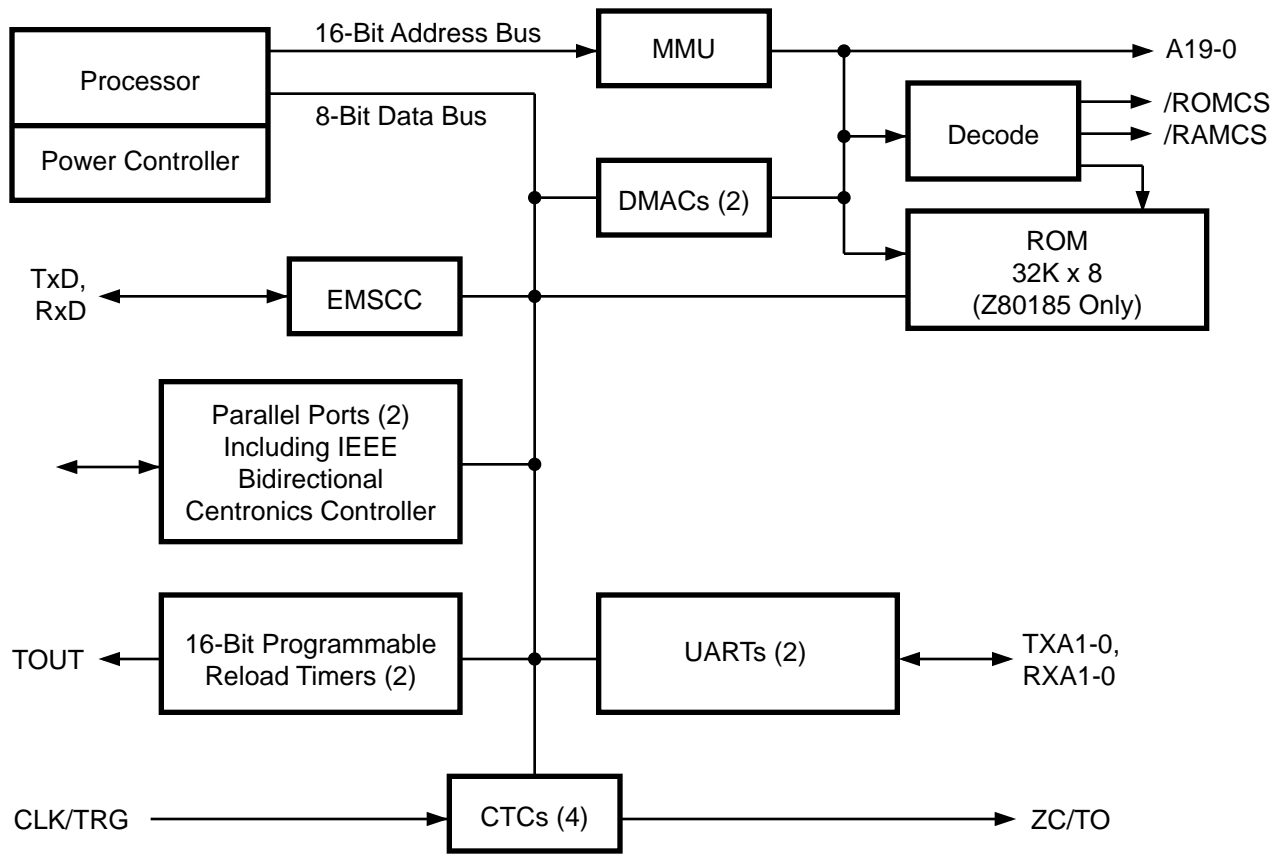 16-Bit Address Bus
MMU
A19-0
Processor
8-Bit Data Bus
Power Controller
Decode
/ROMCS
/RAMCS
DMACs (2)
ROM
32K x 8
(Z80185 Only)
TxD,
RxD
EMSCC
Parallel Ports (2)
Including IEEE
Bidirectional
Centronics Controller
TOUT
16-Bit Programmable
Reload Timers (2)
UARTs (2)
TXA1-0,
RXA1-0
CLK/TRG
CTCs (4)
ZC/TO